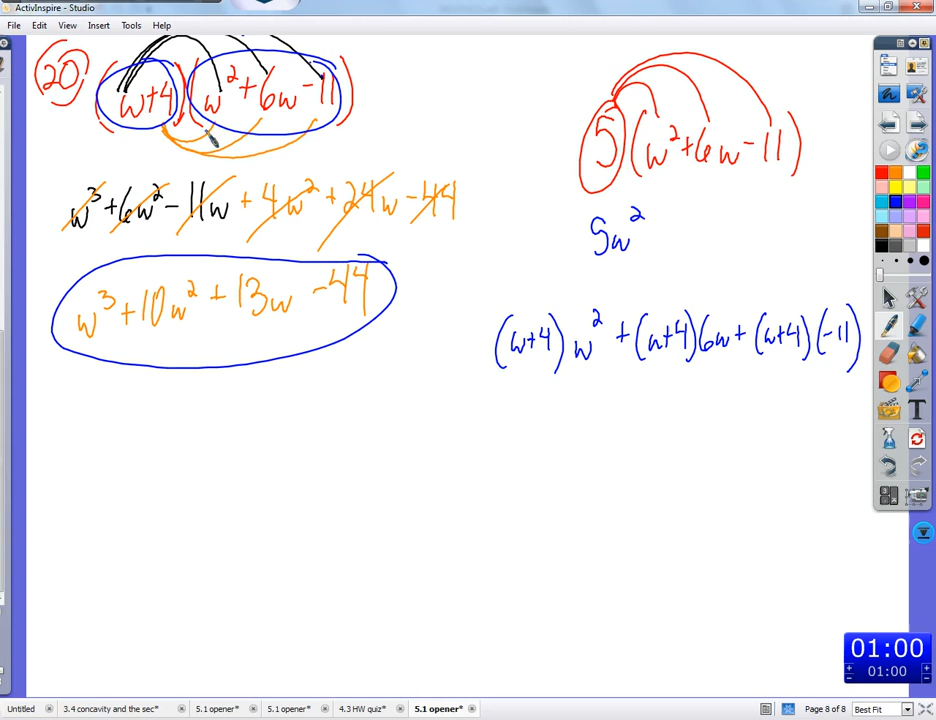 ActivInspire - Studio
File Edit View Insert Tools Help
20 (w+4)(w²+6w-11)
w³+6w²-11w+4w²+24w-44
w³+10w²+13w-44
5(w²+6w-11)
5w²
(w+4)w²+(w+4)6w+(w+4)(-11)
T
01:00
01:00
Untitled 3.4 concavity and the sec* 5.1 opener* 5.1 opener* 4.3 HW quiz* 5.1 opener* Page 8 of 8 Best Fit